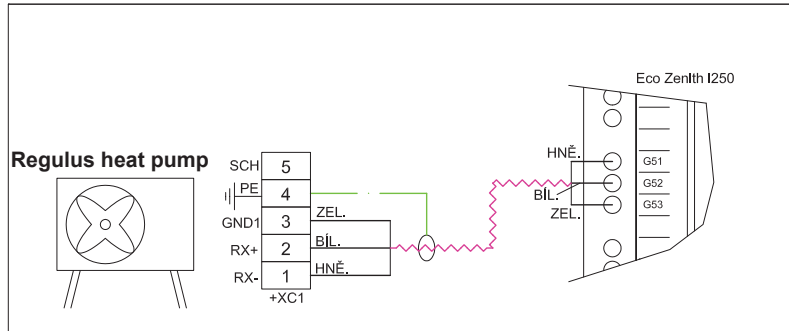 Eco Zenith I250
Regulus heat pump
SCH 5
PE 4
GND1 3 ZEL.
RX+ 2 BÍL.
RX- 1 HNĚ.
+XC1
HNĚ. G51
BÍL. G52
ZEL. G53